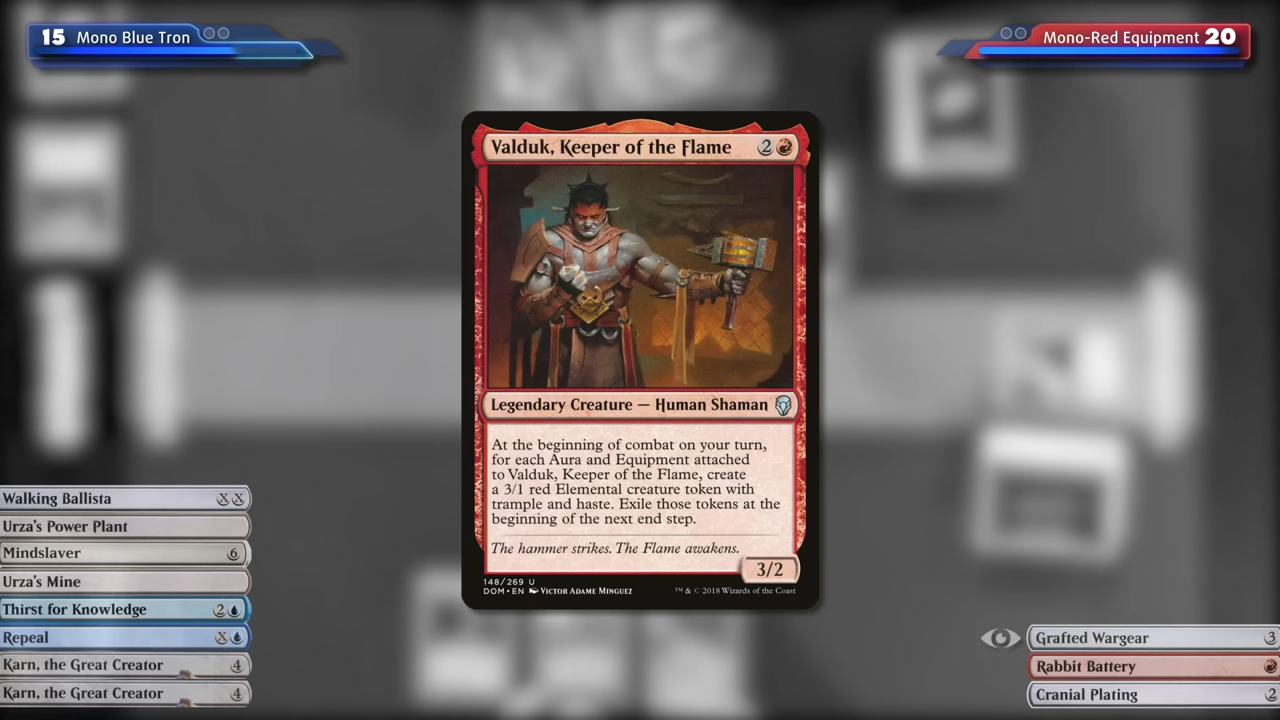 15 Mono Blue Tron
Mono-Red Equipment 20
Valduk, Keeper of the Flame 2
Legendary Creature — Human Shaman
At the beginning of combat on your turn,
for each Aura and Equipment attached
to Valduk, Keeper of the Flame, create
a 3/1 red Elemental creature token with
trample and haste. Exile those tokens at the
beginning of the next end step.
The hammer strikes. The Flame awakens.
3/2
148/269 U
DOM • EN Victor Adame Minguez
™ & © 2018 Wizards of the Coast
Walking Ballista X X
Urza's Power Plant
Mindslaver 6
Urza's Mine
Thirst for Knowledge 2
Repeal X
Karn, the Great Creator 4
Karn, the Great Creator 4
Grafted Wargear 3
Rabbit Battery
Cranial Plating 2